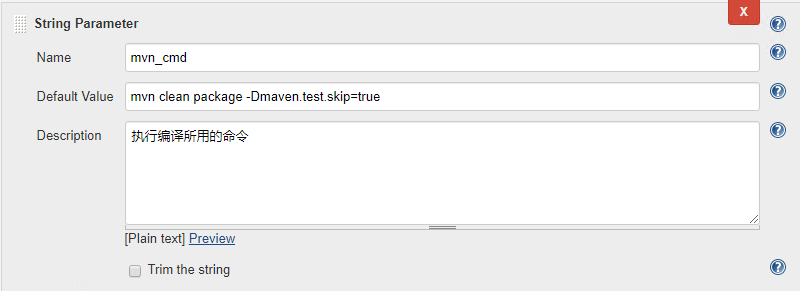 X
String Parameter
Name
mvn_cmd
Default Value
mvn clean package -Dmaven.test.skip=true
Description
执行编译所用的命令
[Plain text] Preview
Trim the string